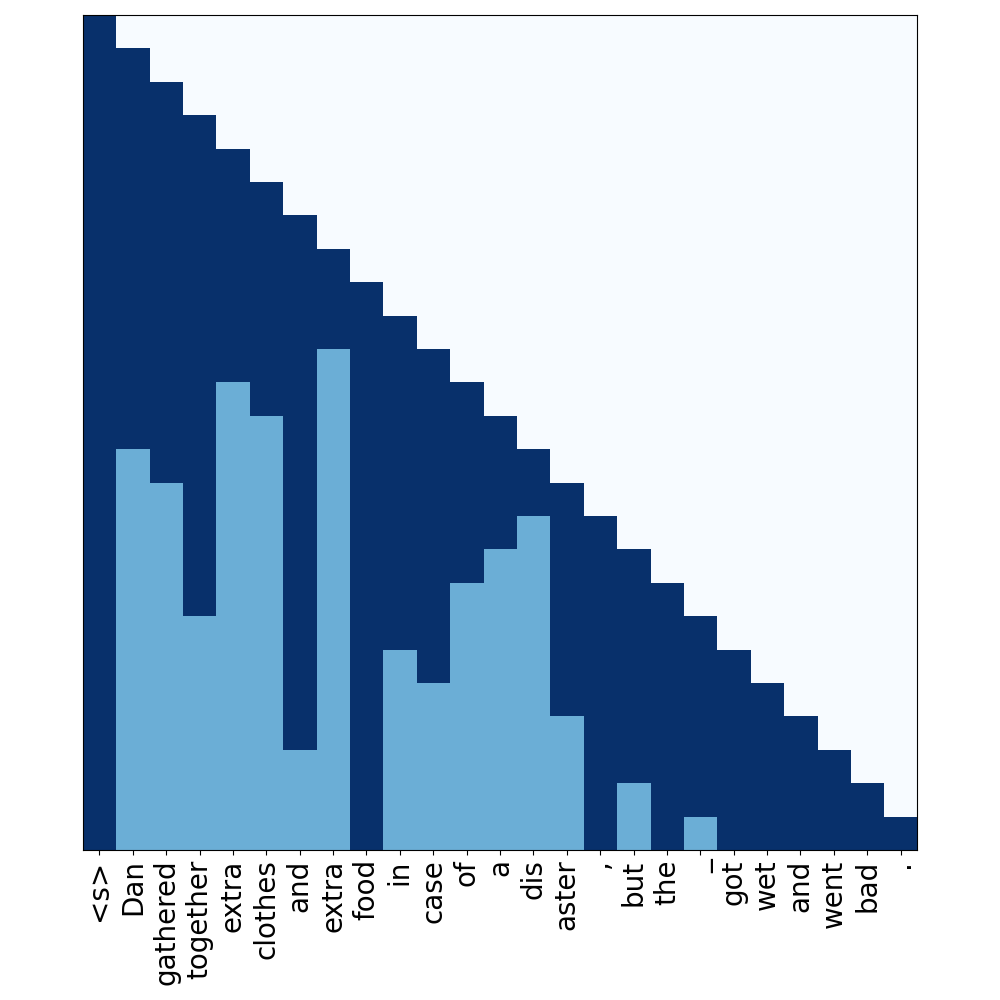 <s> Dan gathered together extra clothes and extra food in case of a dis aster , but the _ got wet and went bad .